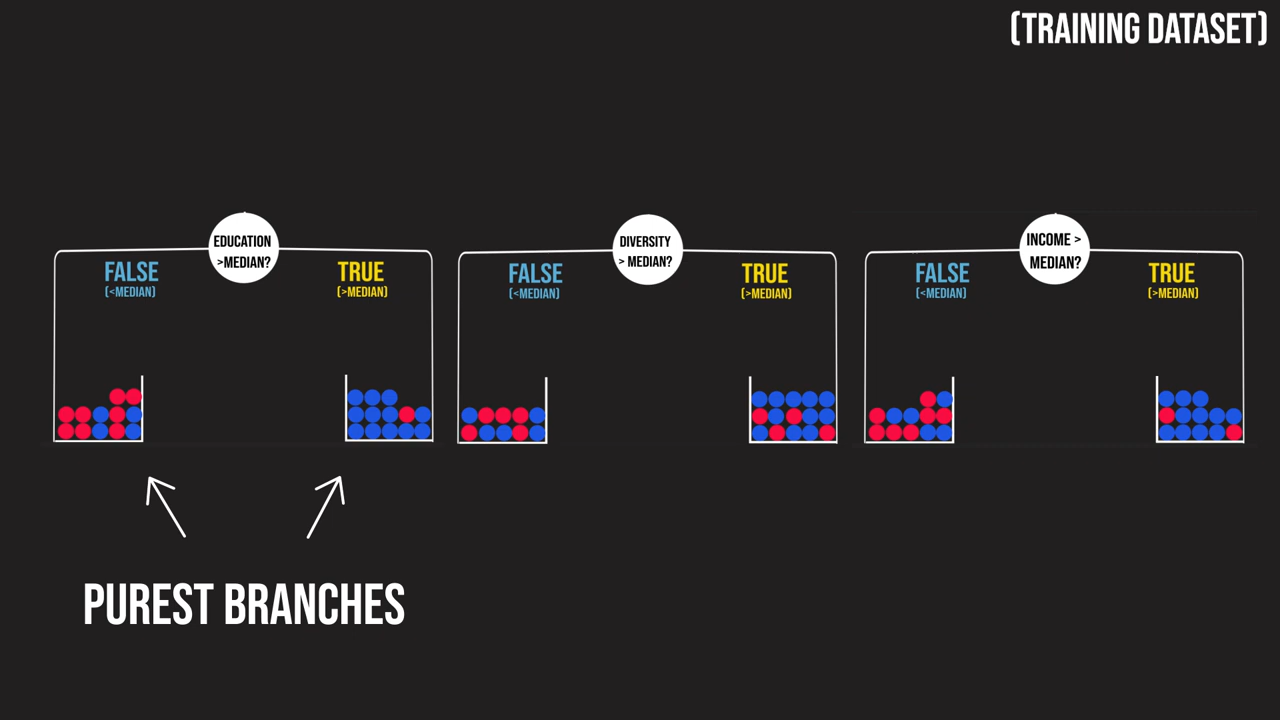 (TRAINING DATASET)
EDUCATION
>MEDIAN?
FALSE
(<MEDIAN)
TRUE
(>MEDIAN)
DIVERSITY
> MEDIAN?
FALSE
(<MEDIAN)
TRUE
(>MEDIAN)
INCOME >
MEDIAN?
FALSE
(<MEDIAN)
TRUE
(>MEDIAN)
PUREST BRANCHES